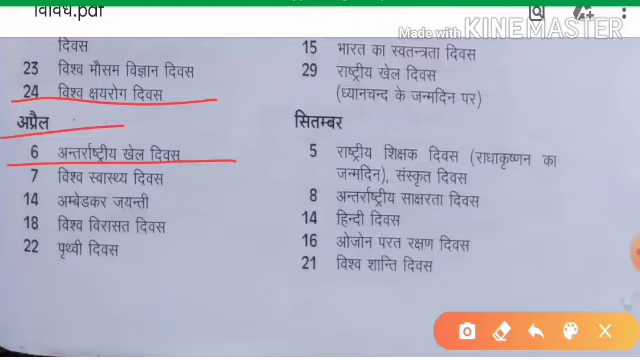 विविध.pdf
Made with KINEMASTER
दिवस
23 विश्व मौसम विज्ञान दिवस
24 विश्व क्षयरोग दिवस
अप्रैल
6 अन्तर्राष्ट्रीय खेल दिवस
7 विश्व स्वास्थ्य दिवस
14 अम्बेडकर जयन्ती
18 विश्व विरासत दिवस
22 पृथ्वी दिवस
15 भारत का स्वतन्त्रता दिवस
29 राष्ट्रीय खेल दिवस
(ध्यानचन्द के जन्मदिन पर)
सितम्बर
5 राष्ट्रीय शिक्षक दिवस (राधाकृष्णन का
जन्मदिन), संस्कृत दिवस
8 अन्तर्राष्ट्रीय साक्षरता दिवस
14 हिन्दी दिवस
16 ओजोन परत रक्षण दिवस
21 विश्व शान्ति दिवस